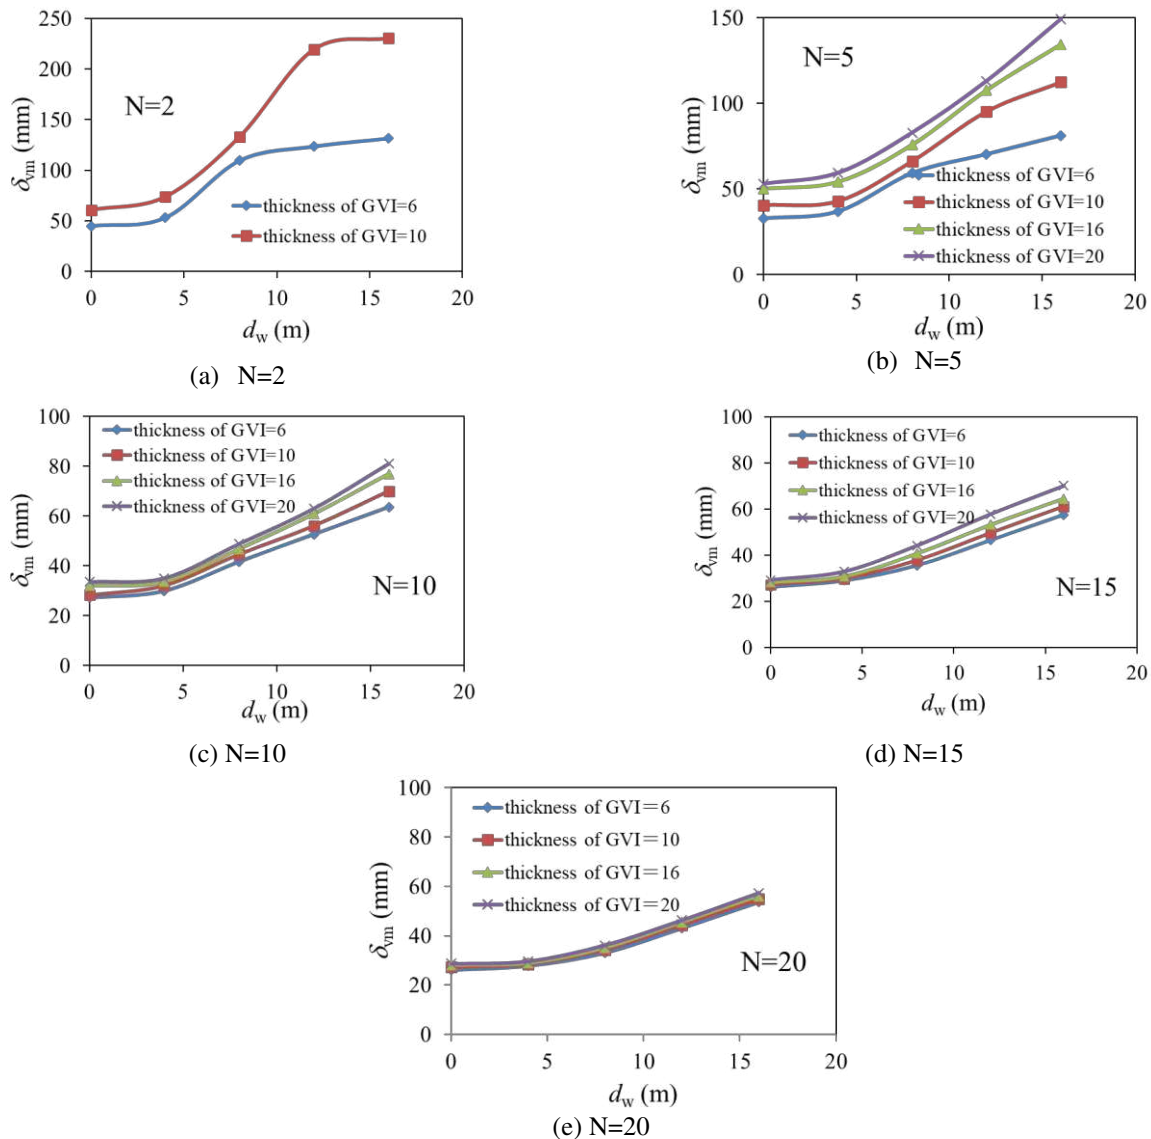 250
200
150
100
50
0
δvm (mm)
N=2
thickness of GVI=6
thickness of GVI=10
0 5 10 15 20
dw (m)
(a) N=2
150
100
50
0
δvm (mm)
N=5
thickness of GVI=6
thickness of GVI=10
thickness of GVI=16
thickness of GVI=20
0 5 10 15 20
dw (m)
(b) N=5
100
80
60
40
20
0
δvm (mm)
thickness of GVI=6
thickness of GVI=10
thickness of GVI=16
thickness of GVI=20
N=10
0 5 10 15 20
dw (m)
(c) N=10
100
80
60
40
20
0
δvm (mm)
thickness of GVI=6
thickness of GVI=10
thickness of GVI=16
thickness of GVI=20
N=15
0 5 10 15 20
dw (m)
(d) N=15
100
80
60
40
20
0
δvm (mm)
thickness of GVI=6
thickness of GVI=10
thickness of GVI=16
thickness of GVI=20
N=20
0 5 10 15 20
dw (m)
(e) N=20